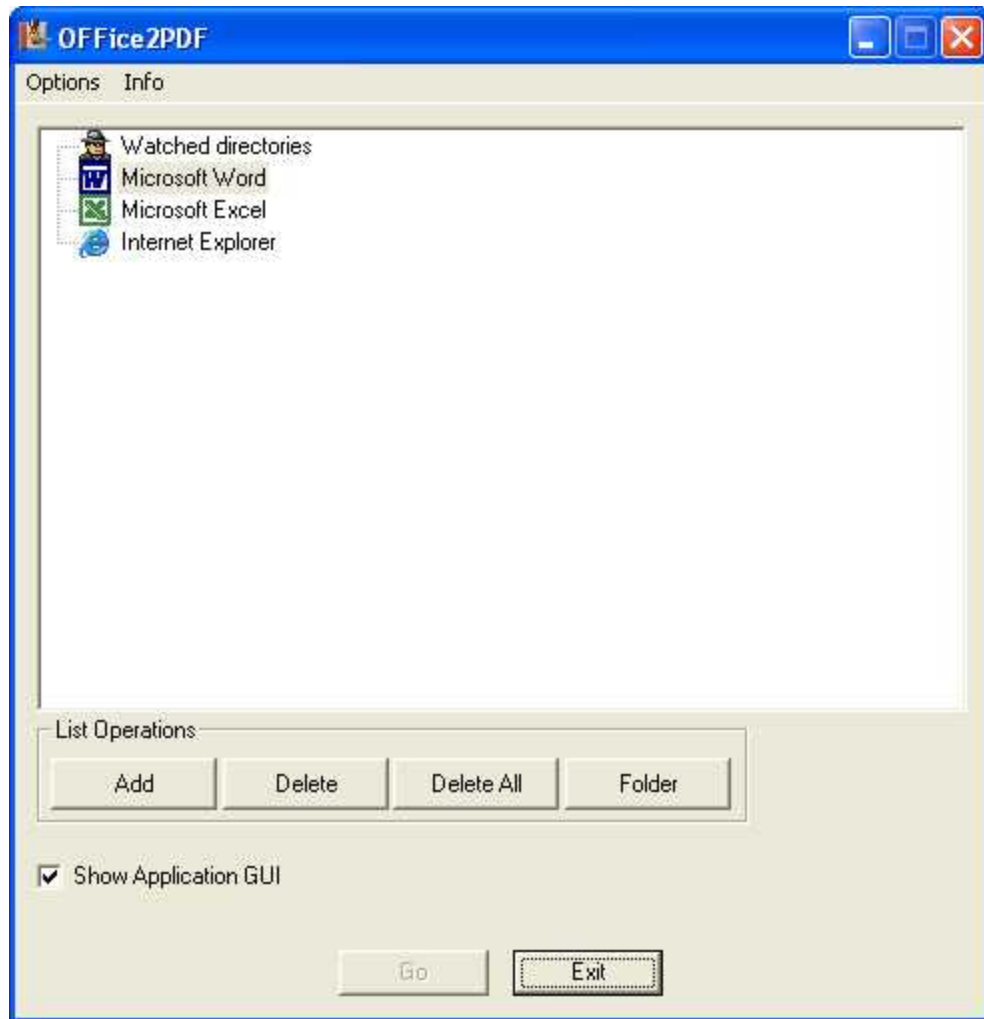 OFFice2PDF
Options Info
Watched directories
Microsoft Word
Microsoft Excel
Internet Explorer
List Operations
Add Delete Delete All Folder
Show Application GUI
Go Exit